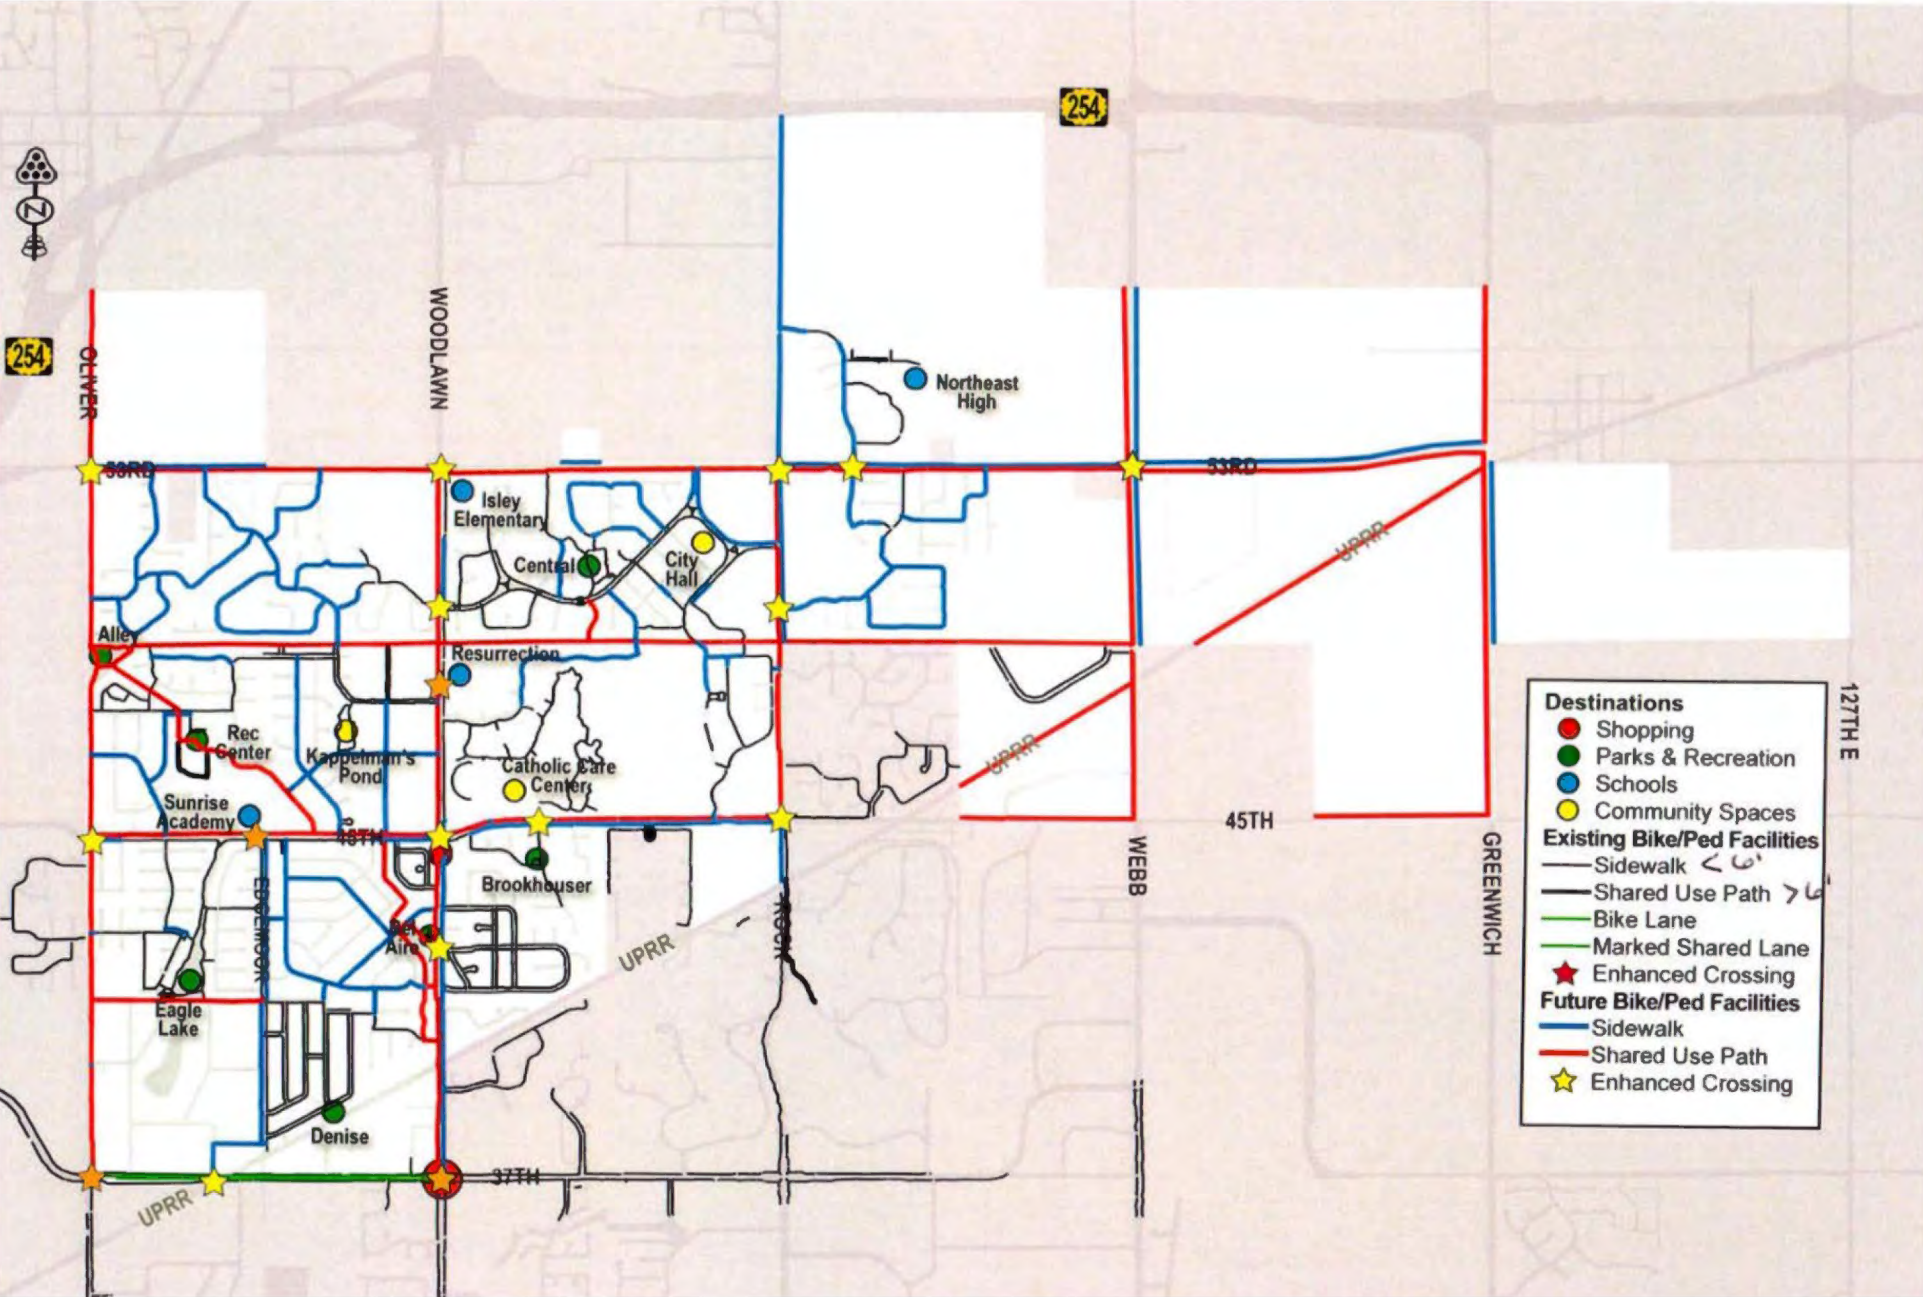 254
254
OLIVER
WOODLAWN
Northeast
High
53RD
53RD
Isley
Elementary
Central
City
Hall
UPRR
Alley
Resurrection
Rec
Center
Kappelman's
Pond
Catholic Care
Center
UPRR
Sunrise
Academy
45TH
45TH
Brookhouser
EDGEMOOR
Bel
Aire
ROCK
WEBB
GREENWICH
127TH E
UPRR
Eagle
Lake
Denise
37TH
UPRR
N
Destinations
Shopping
Parks & Recreation
Schools
Community Spaces
Existing Bike/Ped Facilities
Sidewalk < 6'
Shared Use Path > 6'
Bike Lane
Marked Shared Lane
Enhanced Crossing
Future Bike/Ped Facilities
Sidewalk
Shared Use Path
Enhanced Crossing